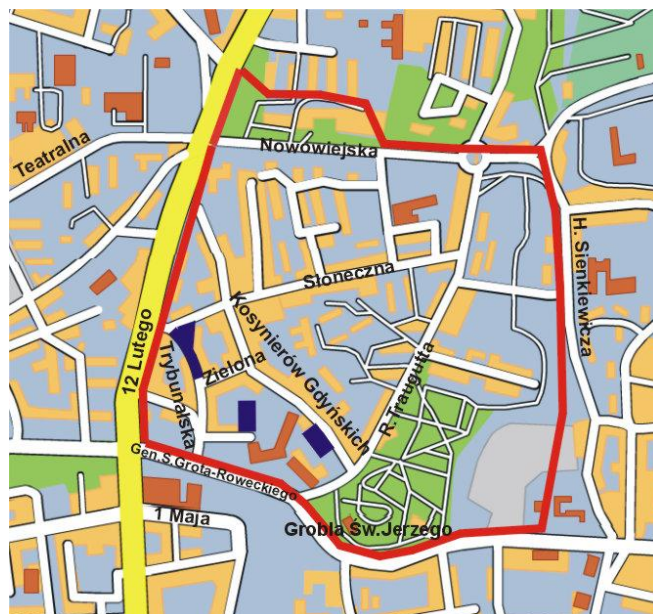 Teatralna
Nowowiejska
H. Sienkiewicza
Słoneczna
Kosynierów Gdyńskich
12 Lutego
Trybunalska
Zielona
R. Traugutta
Gen.S.Grota-Roweckiego
1 Maja
Grobla Św.Jerzego